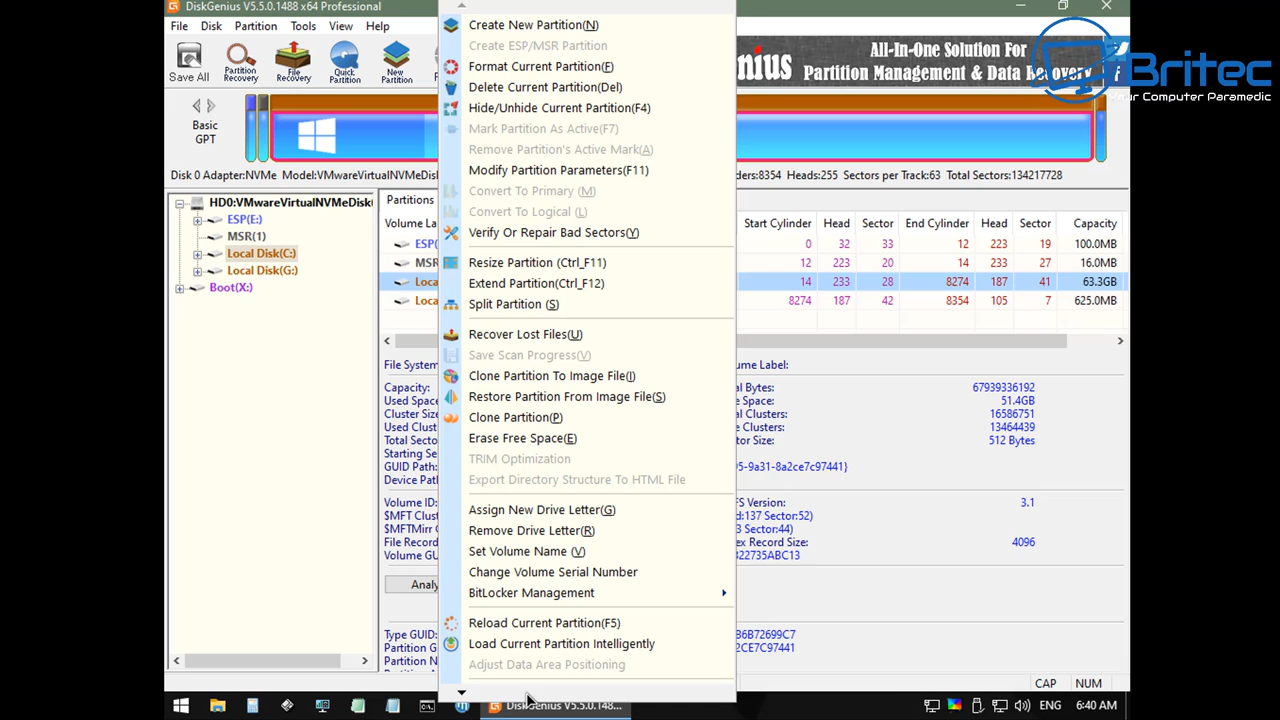 DiskGenius V5.5.0.1488 x64 Professional
File Disk Partition Tools View Help
Save All
Partition Recovery
File Recovery
Quick Partition
New Partition
enius
All-In-One Solution For
Partition Management & Data Recovery
Britec
Your Computer Paramedic
Basic
GPT
Disk 0 Adapter:NVMe Model:VMwareVirtualNVMeDisk
ders:8354 Heads:255 Sectors per Track:63 Total Sectors:134217728
HD0:VMwareVirtualNVMeDisk(
ESP(E:)
MSR(1)
Local Disk(C:)
Local Disk(G:)
Boot(X:)
Partitions
Volume La
Start Cylinder Head Sector End Cylinder Head Sector Capacity
ESP( 0 32 33 12 223 19 100.0MB
MSR 12 223 20 14 223 27 16.0MB
Loca 14 233 28 8274 187 41 63.3GB
Loca 8274 187 42 8354 105 7 625.0MB
Create New Partition(N)
Create ESP/MSR Partition
Format Current Partition(F)
Delete Current Partition(Del)
Hide/Unhide Current Partition(F4)
Mark Partition As Active(F7)
Remove Partition's Active Mark(A)
Modify Partition Parameters(F11)
Convert To Primary (M)
Convert To Logical (L)
Verify Or Repair Bad Sectors(Y)
Resize Partition (Ctrl_F11)
Extend Partition(Ctrl_F12)
Split Partition (S)
Recover Lost Files(U)
Save Scan Progress(V)
Clone Partition To Image File(I)
Restore Partition From Image File(S)
Clone Partition(P)
Erase Free Space(E)
TRIM Optimization
Export Directory Structure To HTML File
Assign New Drive Letter(G)
Remove Drive Letter(R)
Set Volume Name (V)
Change Volume Serial Number
BitLocker Management
Reload Current Partition(F5)
Load Current Partition Intelligently
Adjust Data Area Positioning
File System
ume Label:
Capacity:
al Bytes: 67939336192
Used Space
e Space: 51.4GB
Cluster Size
al Clusters: 16586751
Used Cluste
e Clusters: 13464439
Total Secto
tor Size: 512 Bytes
Starting Se
GUID Path:
95-9a31-8a2ce7c97441}
Device Path
Volume ID:
FS Version: 3.1
$MFT Clust
d:137 Sector:52)
$MFTMirr C
3 Sector:44)
File Record
ex Record Size: 4096
Volume GU
322735ABC13
Analy
Type GUID:
86B72699C7
Partition G
97441
Partition N
CAP NUM
DiskGenius V5.5.0.148...
6:40 AM